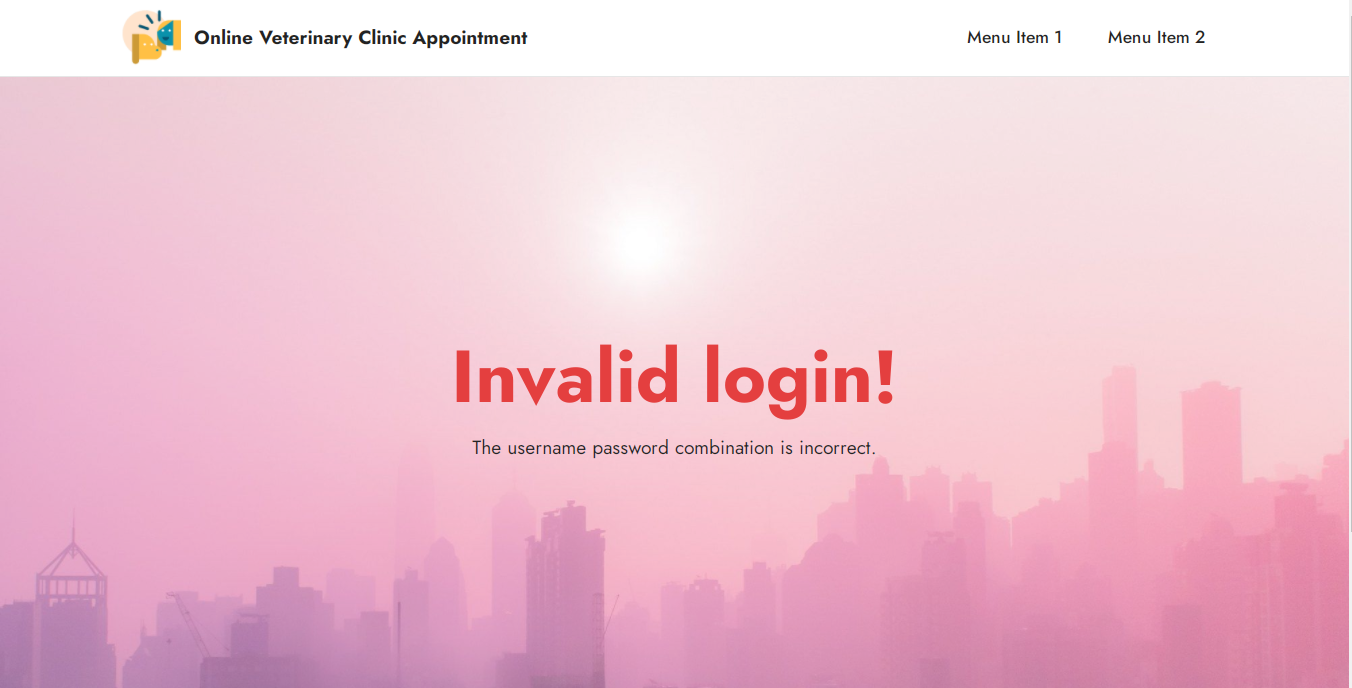 Online Veterinary Clinic Appointment
Menu Item 1
Menu Item 2
Invalid login!
The username password combination is incorrect.